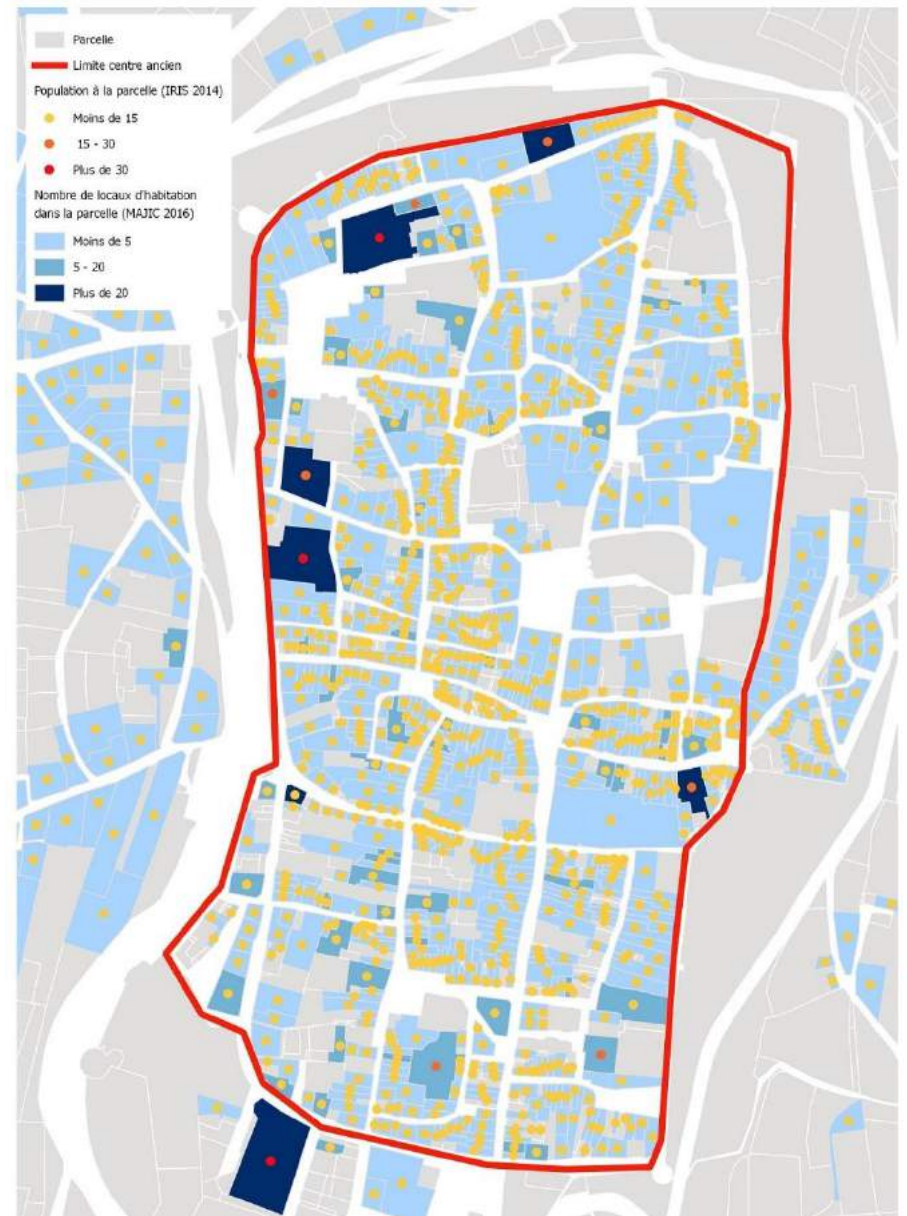 Parcelle
Limite centre ancien
Population à la parcelle (IRIS 2014)
Moins de 15
15 - 30
Plus de 30
Nombre de locaux d'habitation
dans la parcelle (MAJIC 2016)
Moins de 5
5 - 20
Plus de 20